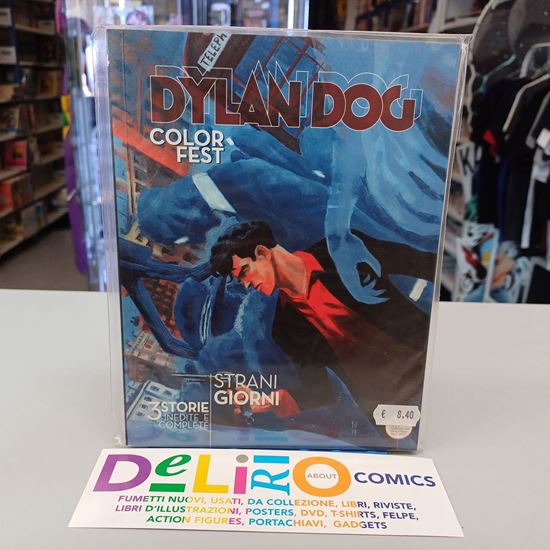 TELEPH
DYLAN DOG
COLOR
FEST
STRANI
GIORNI
3 STORIE
INEDITE E
COMPLETE
€ 8,40
DeLiRIO ABOUT COMICS
FUMETTI NUOVI, USATI, DA COLLEZIONE, LIBRI, RIVISTE,
LIBRI D'ILLUSTRAZIONI, POSTERS, DVD, T-SHIRTS, FELPE,
ACTION FIGURES, PORTACHIAVI, GADGETS